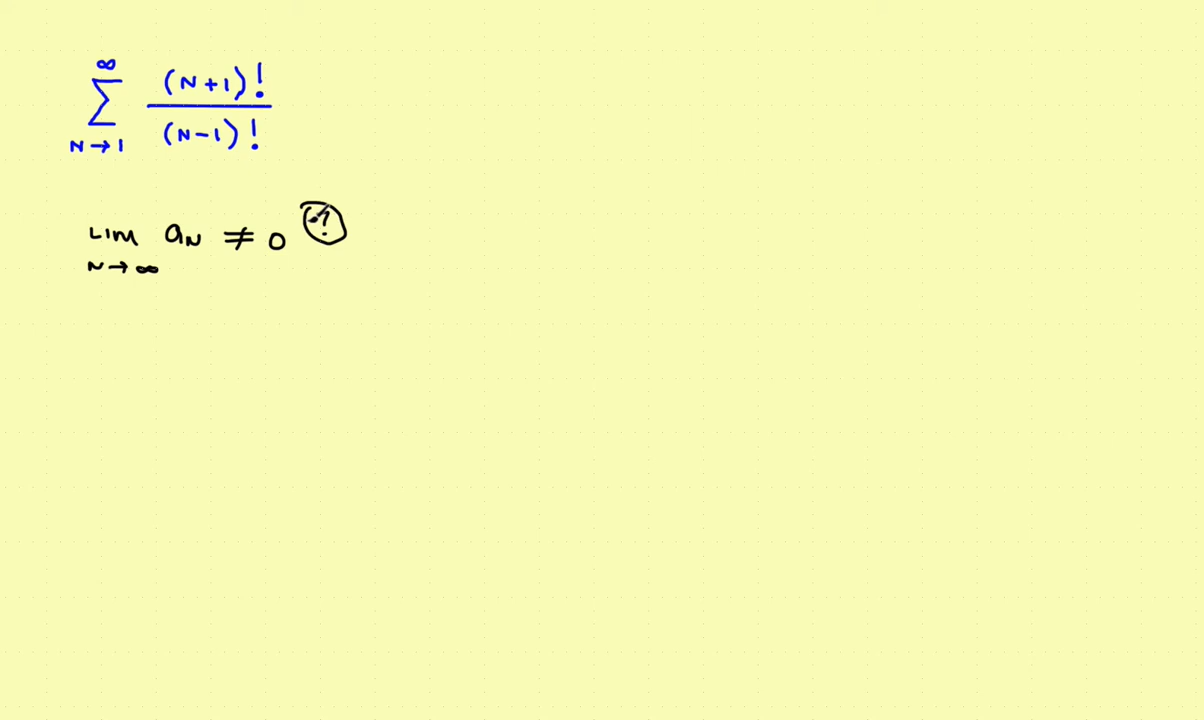 ∞
∑ (N+1)! / (N-1)!
N→1
LIM aN ≠ 0 ?
N→∞